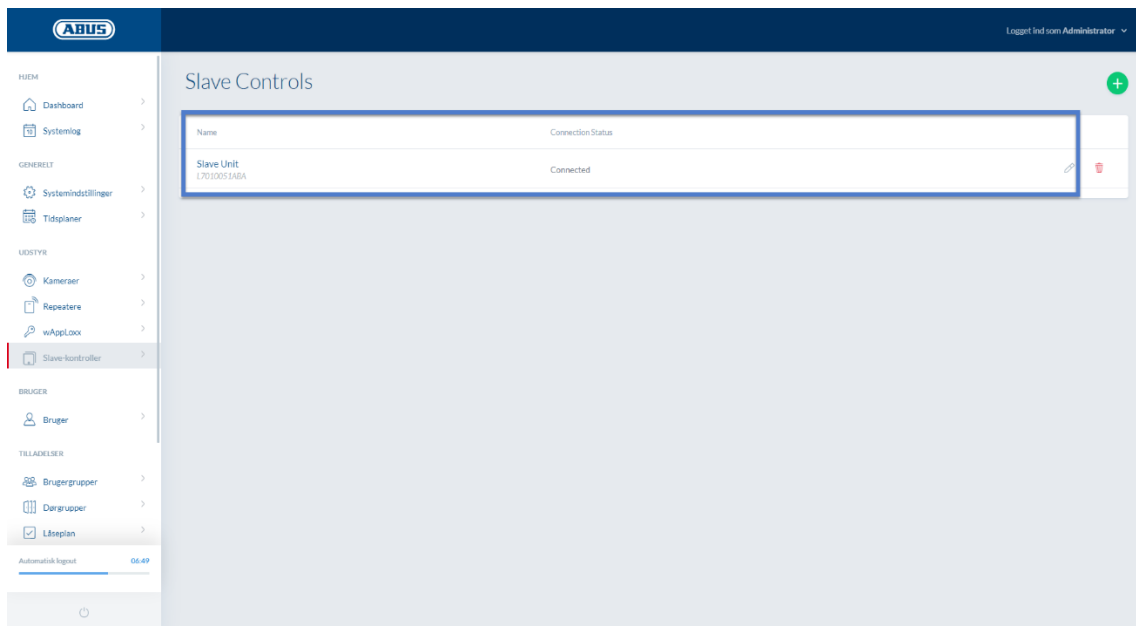 ABUS
Logget ind som Administrator
HJEM
Dashboard
Systemlog
GENERELT
Systemindstillinger
Tidsplaner
UDSTYR
Kameraer
Repeatere
wAppLoxx
Slave-kontroller
BRUGER
Bruger
TILLADELSER
Brugergrupper
Dørgrupper
Låseplan
Automatisk logout 06:49
Slave Controls
Name Connection Status
Slave Unit Connected
L7010051ABA